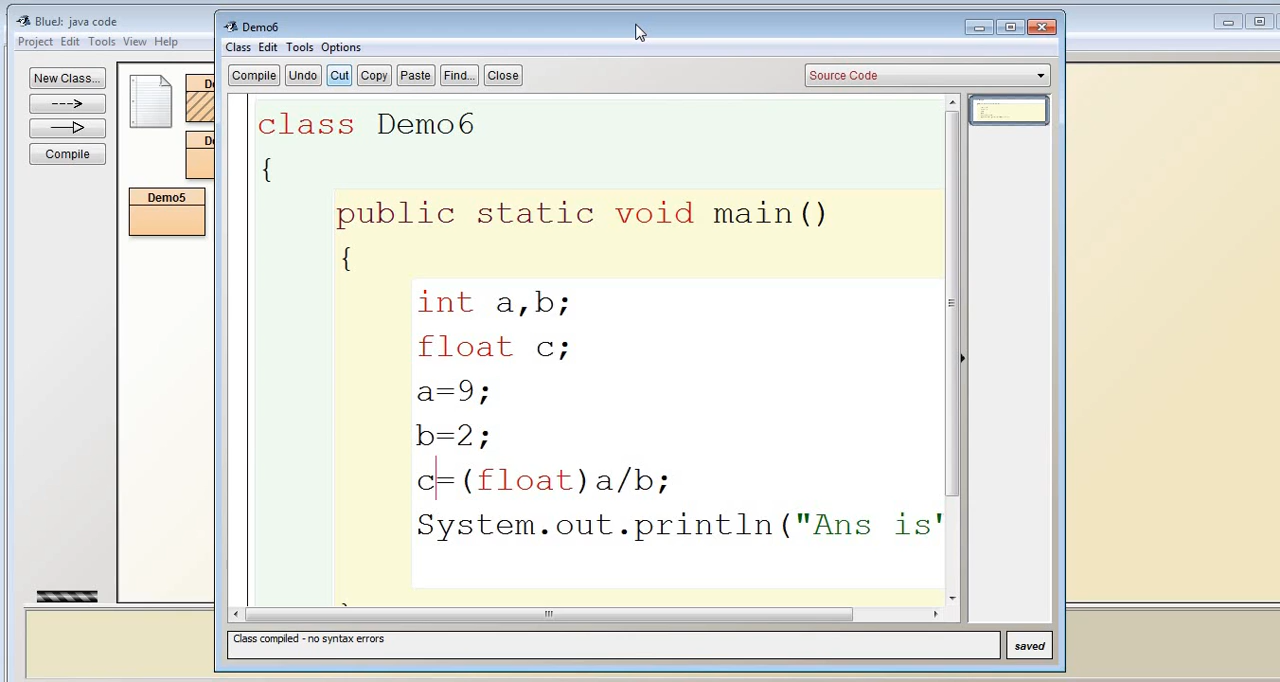 BlueJ: java code
Project Edit Tools View Help
New Class...
Compile
De
De
Demo5
Demo6
Class Edit Tools Options
Compile Undo Cut Copy Paste Find... Close
Source Code
class Demo6
{
public static void main()
{
int a,b;
float c;
a=9;
b=2;
c=(float)a/b;
System.out.println("Ans is"
Class compiled - no syntax errors
saved